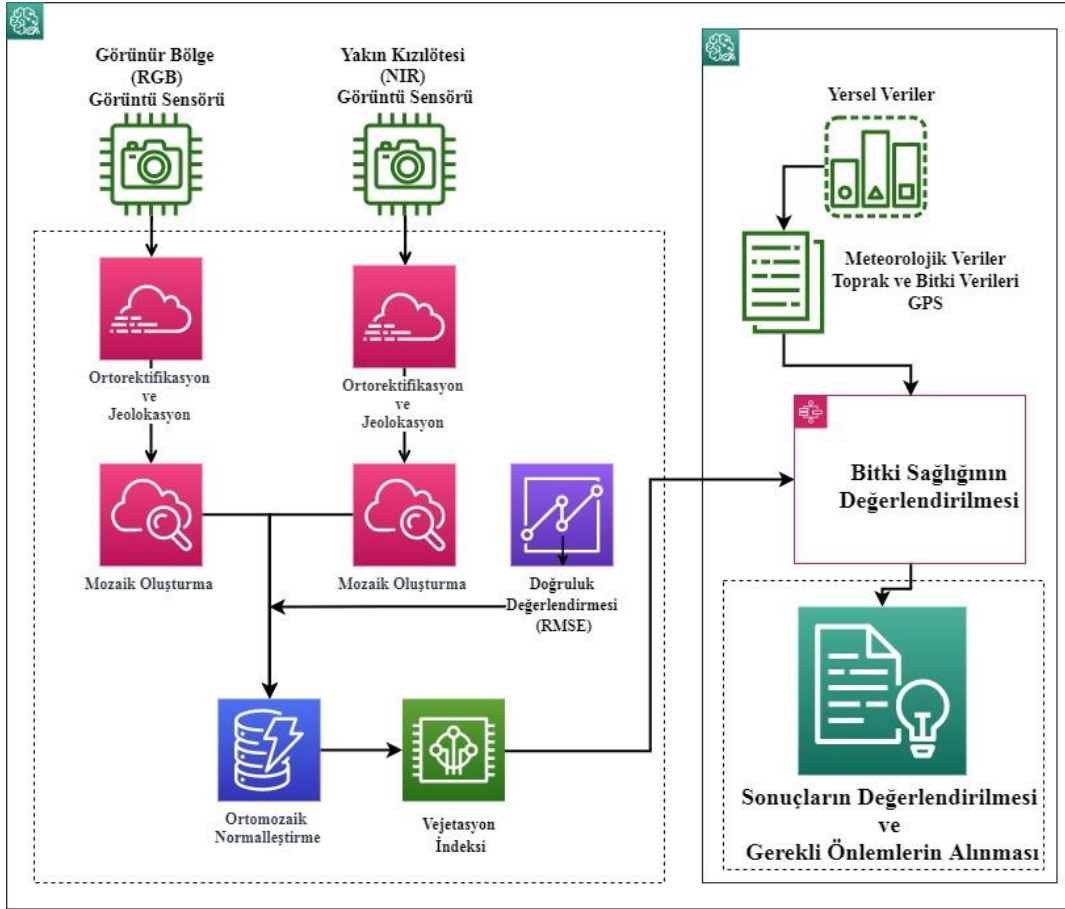 Görünür Bölge
(RGB)
Görüntü Sensörü
Yakın Kızılötesi
(NIR)
Görüntü Sensörü
Ortorektifikasyon
ve
Jeolokasyon
Ortorektifikasyon
ve
Jeolokasyon
Mozaik Oluşturma
Mozaik Oluşturma
Doğruluk
Değerlendirmesi
(RMSE)
Ortomozaik
Normalleştirme
Vejetasyon
İndeksi
Yersel Veriler
Meteorolojik Veriler
Toprak ve Bitki Verileri
GPS
Bitki Sağlığının
Değerlendirilmesi
Sonuçların Değerlendirilmesi
ve
Gerekli Önlemlerin Alınması